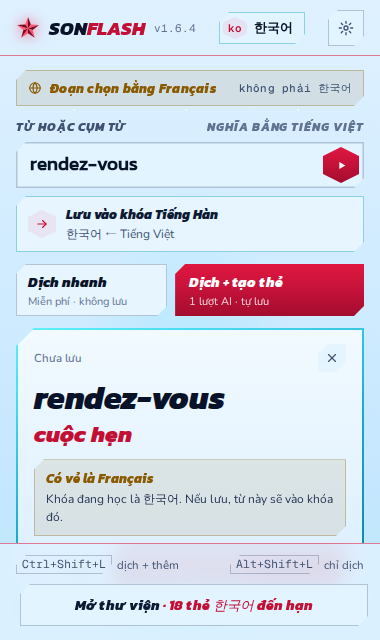 SONFLASH v1.6.4 ko 한국어
Đoạn chọn bằng Français không phải 한국어
TỪ HOẶC CỤM TỪ NGHĨA BẰNG TIẾNG VIỆT
rendez-vous
Lưu vào khóa Tiếng Hàn
한국어 ← Tiếng Việt
Dịch nhanh Dịch + tạo thẻ
Miễn phí · không lưu 1 lượt AI · tự lưu
Chưa lưu
rendez-vous
cuộc hẹn
Có vẻ là Français
Khóa đang học là 한국어. Nếu lưu, từ này sẽ vào khóa
đó.
Ctrl+Shift+L dịch + thêm Alt+Shift+L chỉ dịch
Mở thư viện · 18 thẻ 한국어 đến hạn